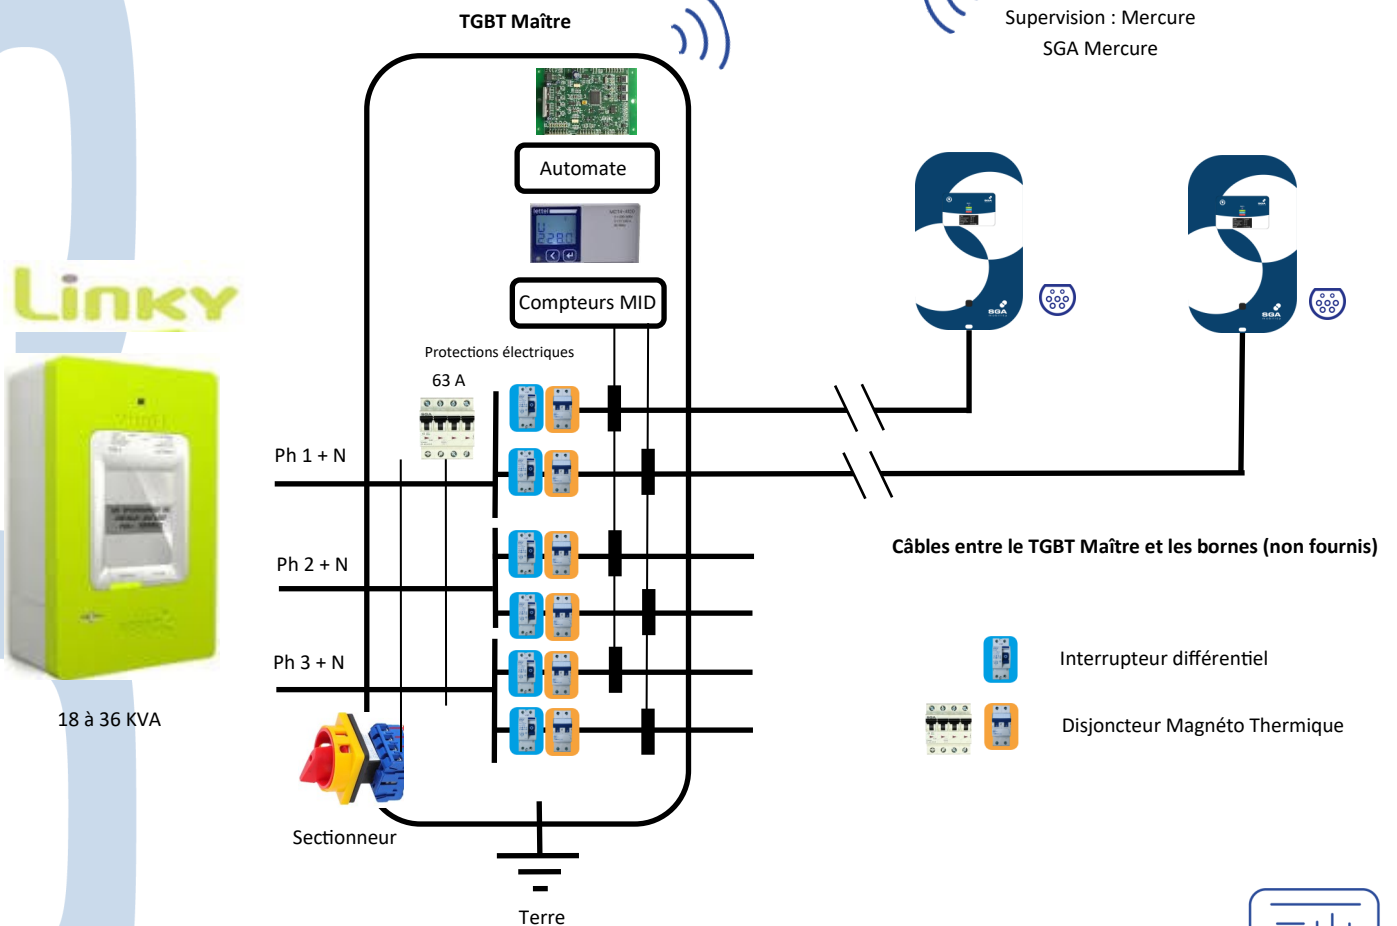 TGBT Maître
Supervision : Mercure
SGA Mercure
Automate
Compteurs MID
Linky
Protections électriques
63 A
Ph 1 + N
Ph 2 + N
Ph 3 + N
18 à 36 KVA
Sectionneur
Terre
SGA
SGA
Câbles entre le TGBT Maître et les bornes (non fournis)
Interrupteur différentiel
Disjoncteur Magnéto Thermique